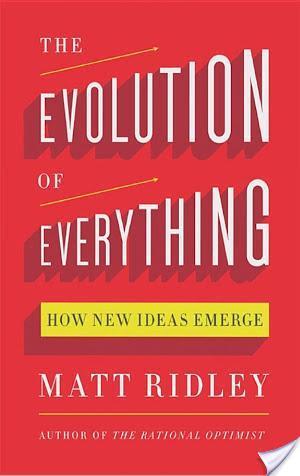 THE
EVOLUTION
OF
EVERYTHING
HOW NEW IDEAS EMERGE
MATT RIDLEY
AUTHOR OF THE RATIONAL OPTIMIST